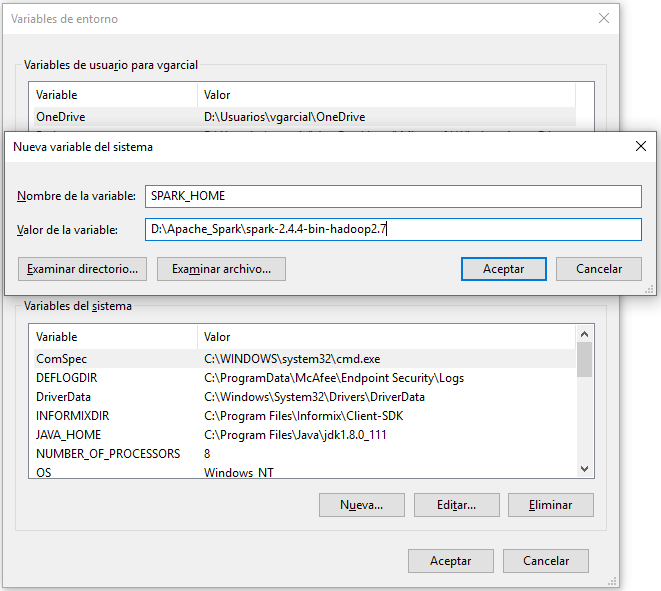 Variables de entorno
Variables de usuario para vgarcial
Variable Valor
OneDrive D:\Usuarios\vgarcial\OneDrive
Nueva variable del sistema
Nombre de la variable: SPARK_HOME
Valor de la variable: D:\Apache_Spark\spark-2.4.4-bin-hadoop2.7
Examinar directorio... Examinar archivo... Aceptar Cancelar
Variables del sistema
Variable Valor
ComSpec C:\WINDOWS\system32\cmd.exe
DEFLOGDIR C:\ProgramData\McAfee\Endpoint Security\Logs
DriverData C:\Windows\System32\Drivers\DriverData
INFORMIXDIR C:\Program Files\Informix\Client-SDK
JAVA_HOME C:\Program Files\Java\jdk1.8.0_111
NUMBER_OF_PROCESSORS 8
OS Windows_NT
Nueva... Editar... Eliminar
Aceptar Cancelar